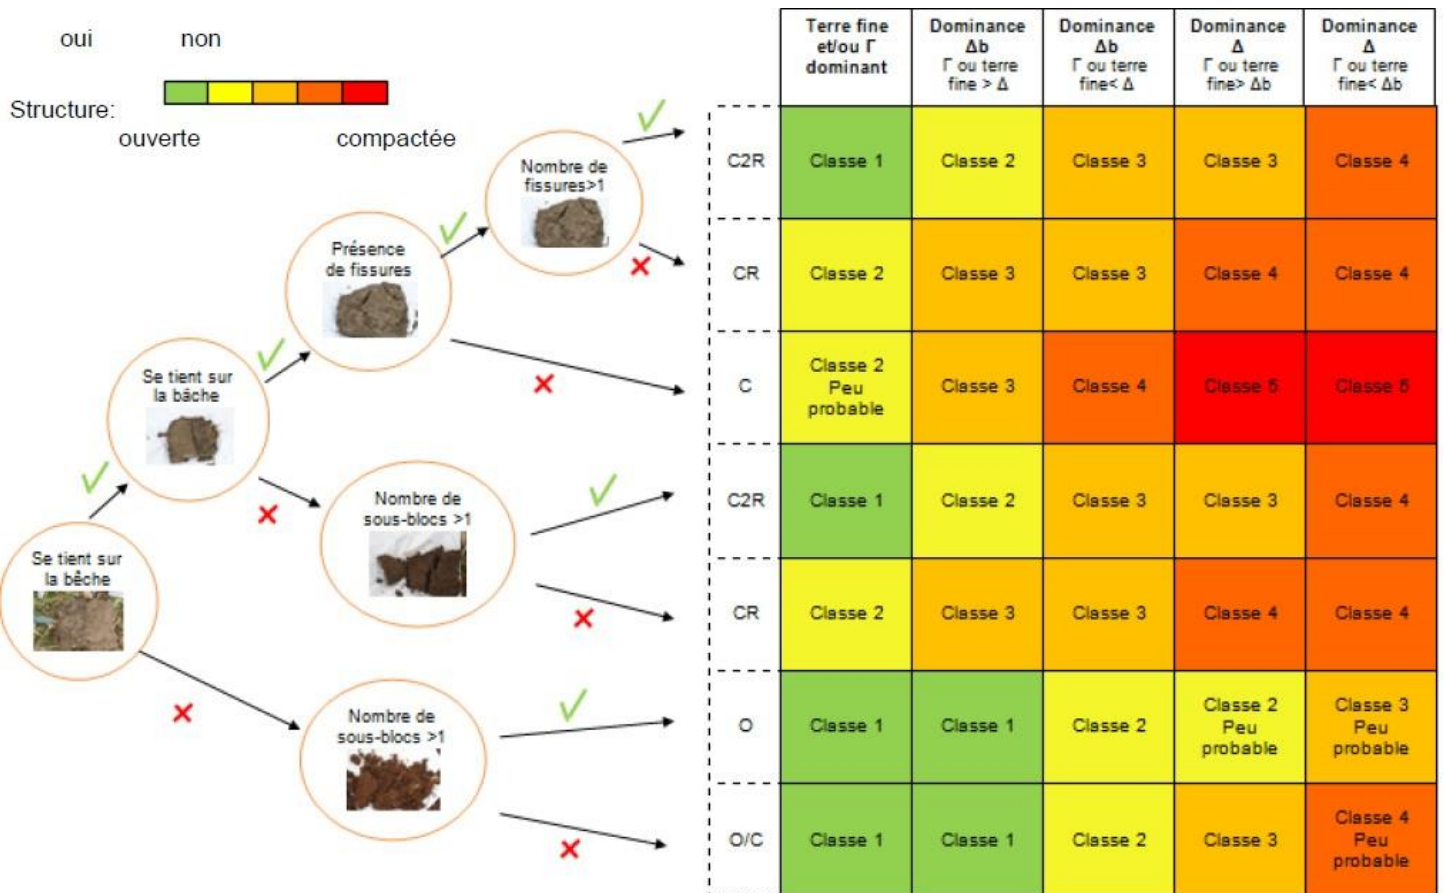 oui non
Structure:
ouverte compactée
Se tient sur
la bêche
Se tient sur
la bâche
Présence
de fissures
Nombre de
fissures>1
Nombre de
sous-blocs >1
Nombre de
sous-blocs >1
Terre fine
et/ou Γ
dominant
Dominance
Δb
Γ ou terre
fine > Δ
Dominance
Δb
Γ ou terre
fine< Δ
Dominance
Δ
Γ ou terre
fine> Δb
Dominance
Δ
Γ ou terre
fine< Δb
C2R Classe 1 Classe 2 Classe 3 Classe 3 Classe 4
CR Classe 2 Classe 3 Classe 3 Classe 4 Classe 4
C
Classe 2
Peu
probable
Classe 3 Classe 4 Classe 5 Classe 5
C2R Classe 1 Classe 2 Classe 3 Classe 3 Classe 4
CR Classe 2 Classe 3 Classe 3 Classe 4 Classe 4
O Classe 1 Classe 1 Classe 2
Classe 2
Peu
probable
Classe 3
Peu
probable
O/C Classe 1 Classe 1 Classe 2 Classe 3
Classe 4
Peu
probable